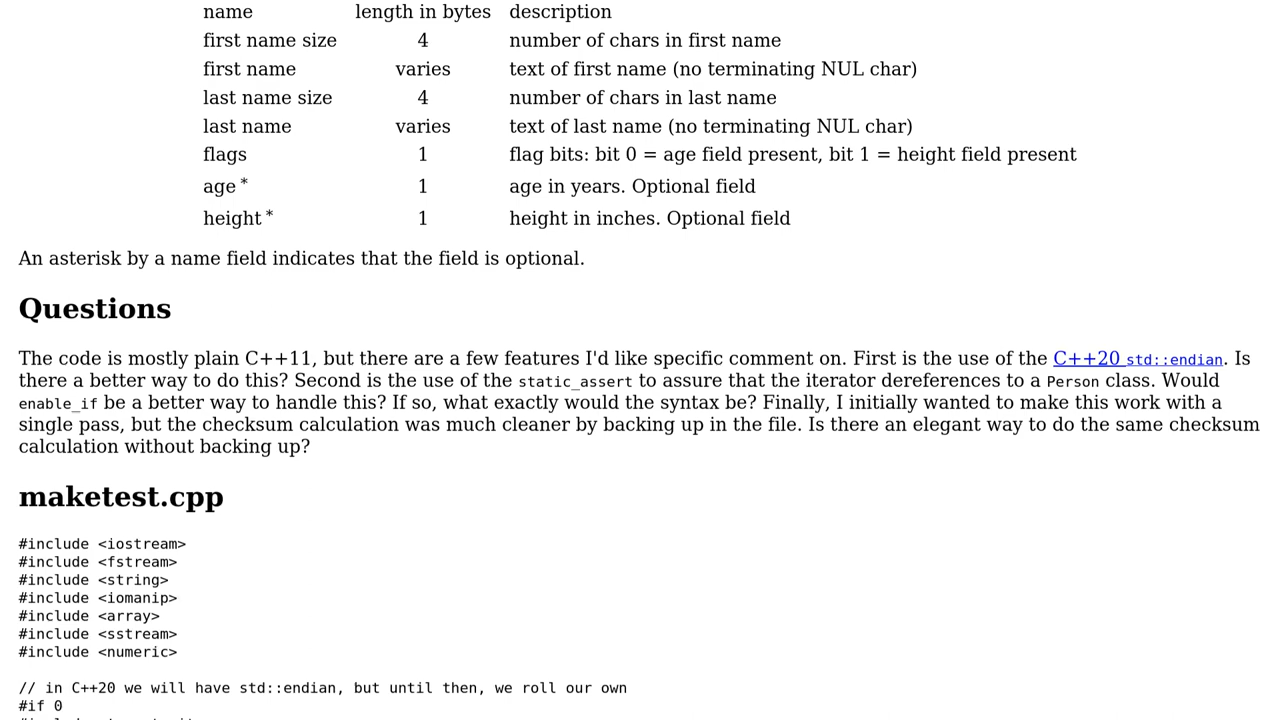 name length in bytes description
first name size 4 number of chars in first name
first name varies text of first name (no terminating NUL char)
last name size 4 number of chars in last name
last name varies text of last name (no terminating NUL char)
flags 1 flag bits: bit 0 = age field present, bit 1 = height field present
age * 1 age in years. Optional field
height * 1 height in inches. Optional field
An asterisk by a name field indicates that the field is optional.
Questions
The code is mostly plain C++11, but there are a few features I'd like specific comment on. First is the use of the C++20 std::endian. Is
there a better way to do this? Second is the use of the static_assert to assure that the iterator dereferences to a Person class. Would
enable_if be a better way to handle this? If so, what exactly would the syntax be? Finally, I initially wanted to make this work with a
single pass, but the checksum calculation was much cleaner by backing up in the file. Is there an elegant way to do the same checksum
calculation without backing up?
maketest.cpp
#include <iostream>
#include <fstream>
#include <string>
#include <iomanip>
#include <array>
#include <sstream>
#include <numeric>
// in C++20 we will have std::endian, but until then, we roll our own
#if 0